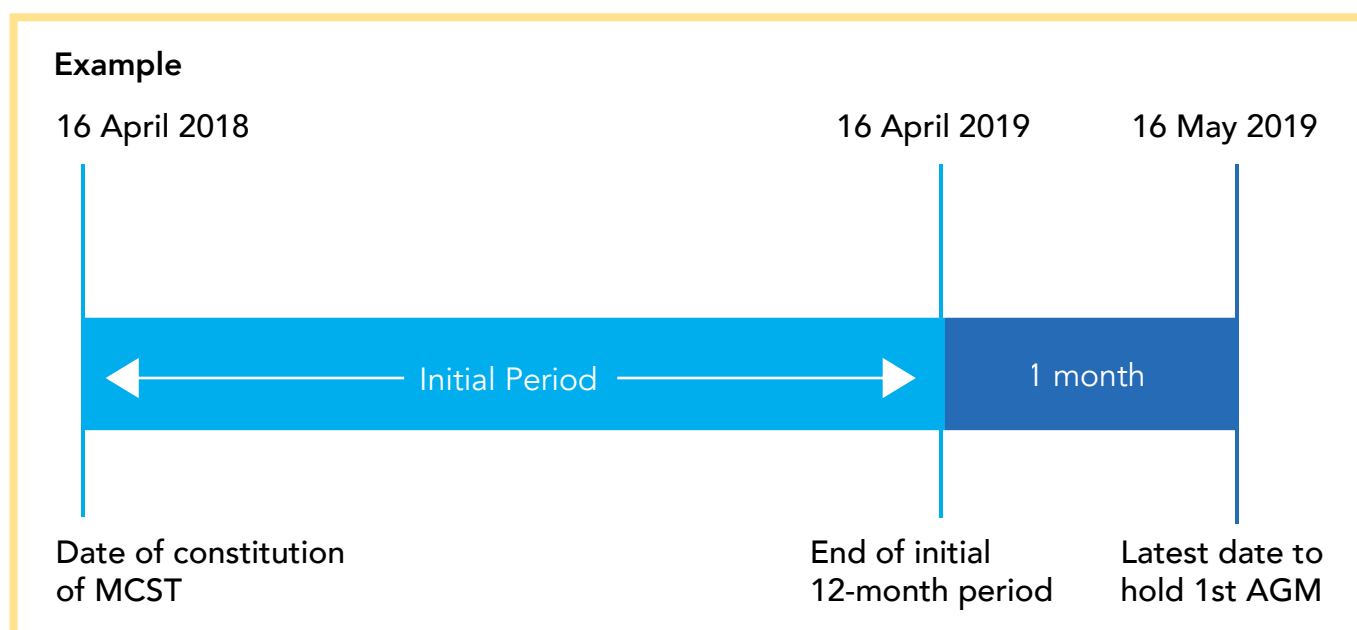 Example
16 April 2018
16 April 2019
16 May 2019
Initial Period
1 month
Date of constitution
of MCST
End of initial
12-month period
Latest date to
hold 1st AGM